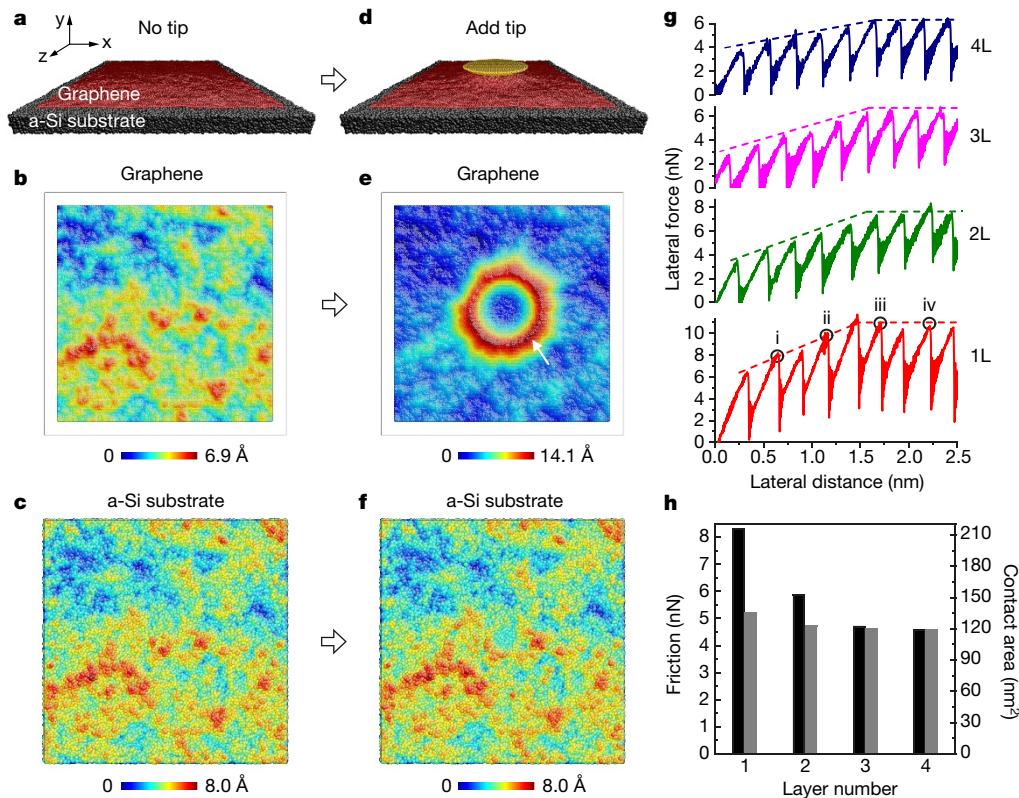 a
y
x
z
No tip
Graphene
a-Si substrate
d
Add tip
b
Graphene
0 6.9 Å
e
Graphene
0 14.1 Å
c
a-Si substrate
0 8.0 Å
f
a-Si substrate
0 8.0 Å
g
Lateral force (nN)
6
4
2
0
4L
6
4
2
0
3L
6
4
2
0
2L
10
8
6
4
2
0
i
ii
iii
iv
1L
0.0 0.5 1.0 1.5 2.0 2.5
Lateral distance (nm)
h
Friction (nN)
8
7
6
5
4
3
2
1
0
210
180
150
120
90
60
30
0
Contact area (nm²)
1 2 3 4
Layer number